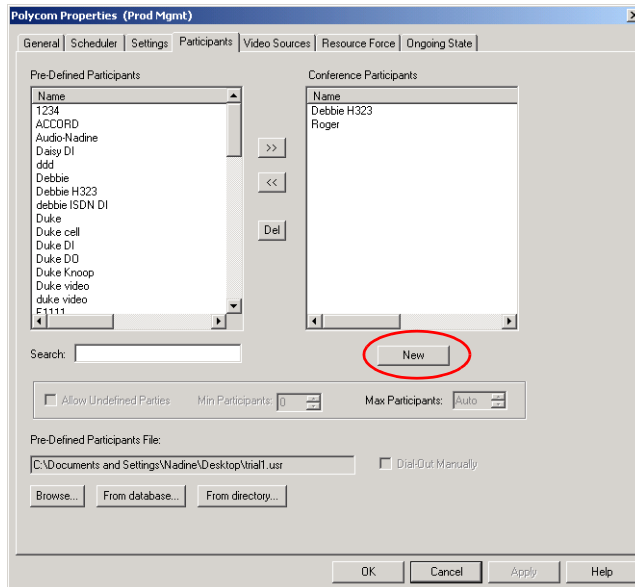 Polycom Properties (Prod Mgmt)
General Scheduler Settings Participants Video Sources Resource Force Ongoing State
Pre-Defined Participants
Name
1234
ACCORD
Audio-Nadine
Daisy DI
ddd
Debbie
Debbie H323
debbie ISDN DI
Duke
Duke cell
Duke DI
Duke DO
Duke Knoop
Duke video
duke video
E1111
>>
<<
Del
Conference Participants
Name
Debbie H323
Roger
Search:
New
Allow Undefined Parties Min Participants: 0 Max Participants: Auto
Pre-Defined Participants File:
C:\Documents and Settings\Nadine\Desktop\trial1.usr Dial-Out Manually
Browse... From database... From directory...
OK Cancel Apply Help